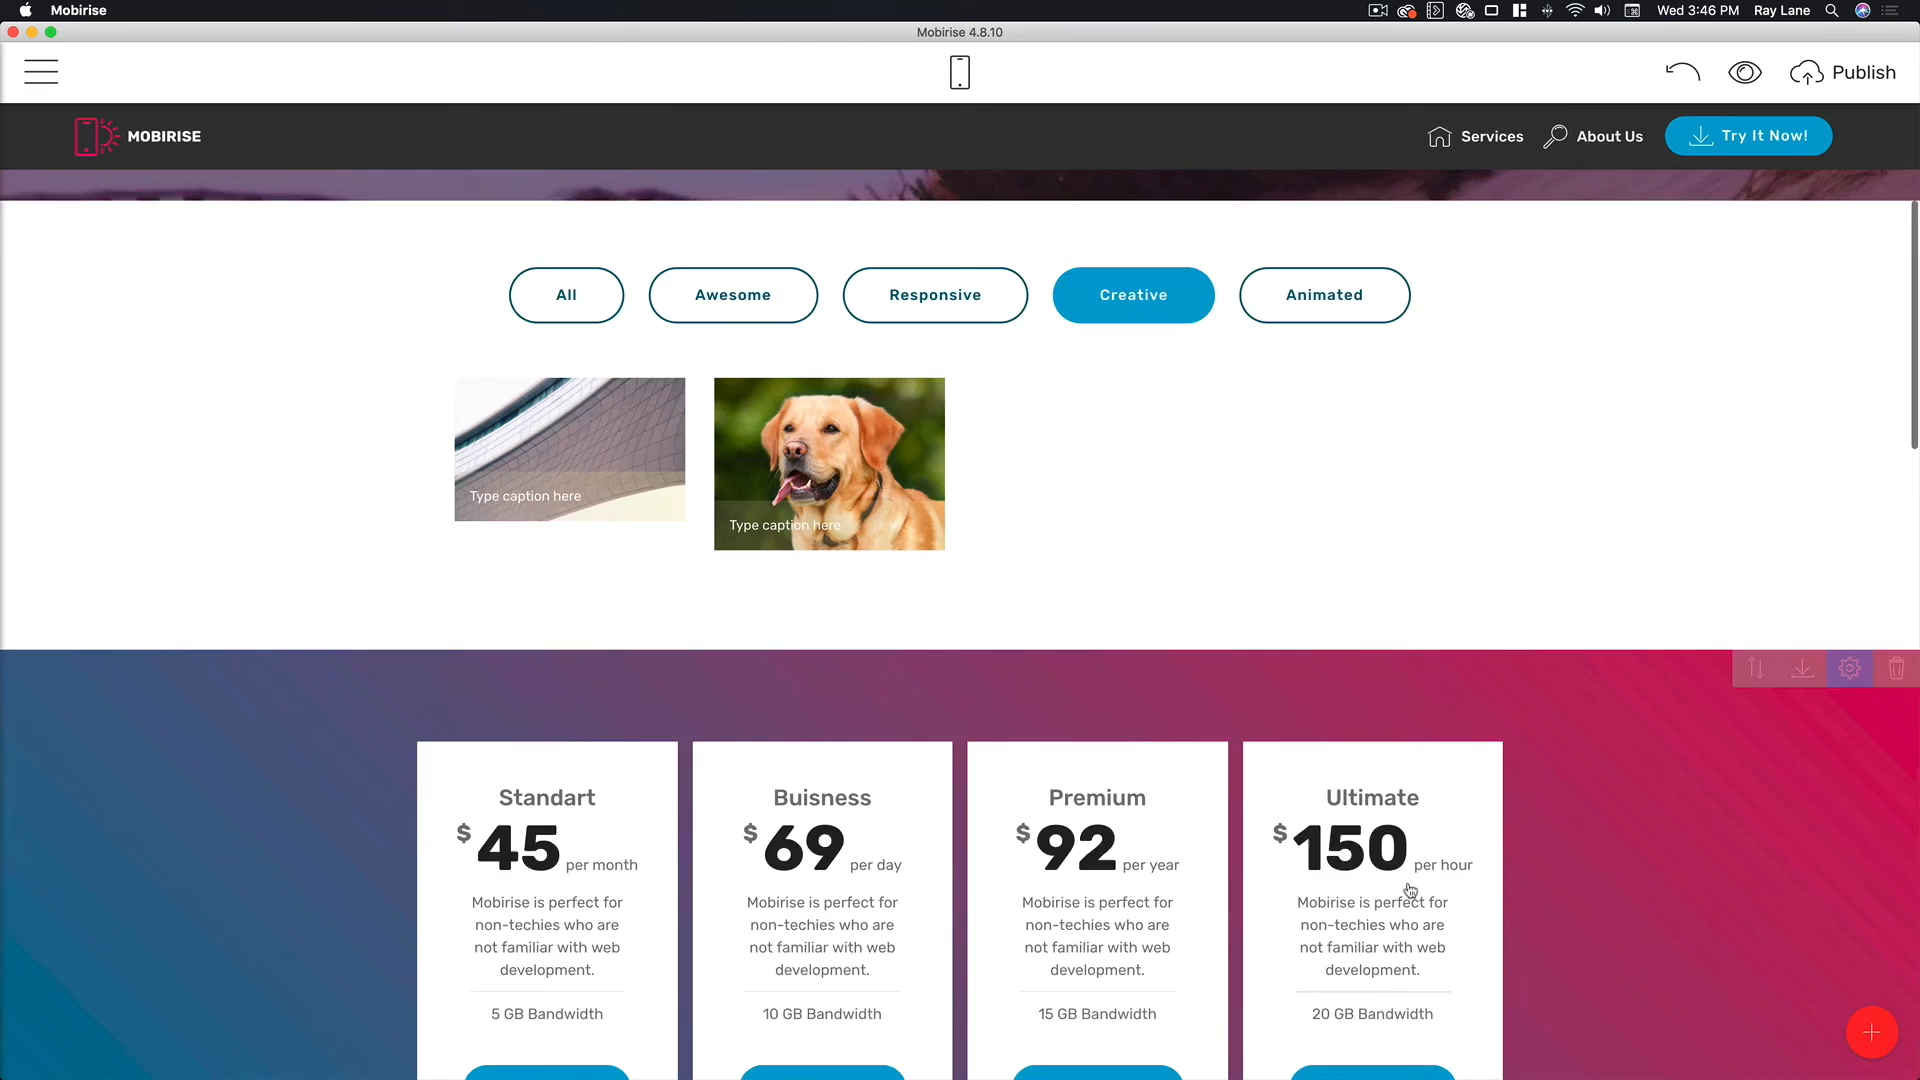 Mobirise
Wed 3:46 PM Ray Lane
Mobirise 4.8.10
Publish
MOBIRISE
Services
About Us
Try It Now!
All
Awesome
Responsive
Creative
Animated
Type caption here
Type caption here
Standart
$ 45 per month
Mobirise is perfect for
non-techies who are
not familiar with web
development.
5 GB Bandwidth
Buisness
$ 69 per day
Mobirise is perfect for
non-techies who are
not familiar with web
development.
10 GB Bandwidth
Premium
$ 92 per year
Mobirise is perfect for
non-techies who are
not familiar with web
development.
15 GB Bandwidth
Ultimate
$ 150 per hour
Mobirise is perfect for
non-techies who are
not familiar with web
development.
20 GB Bandwidth